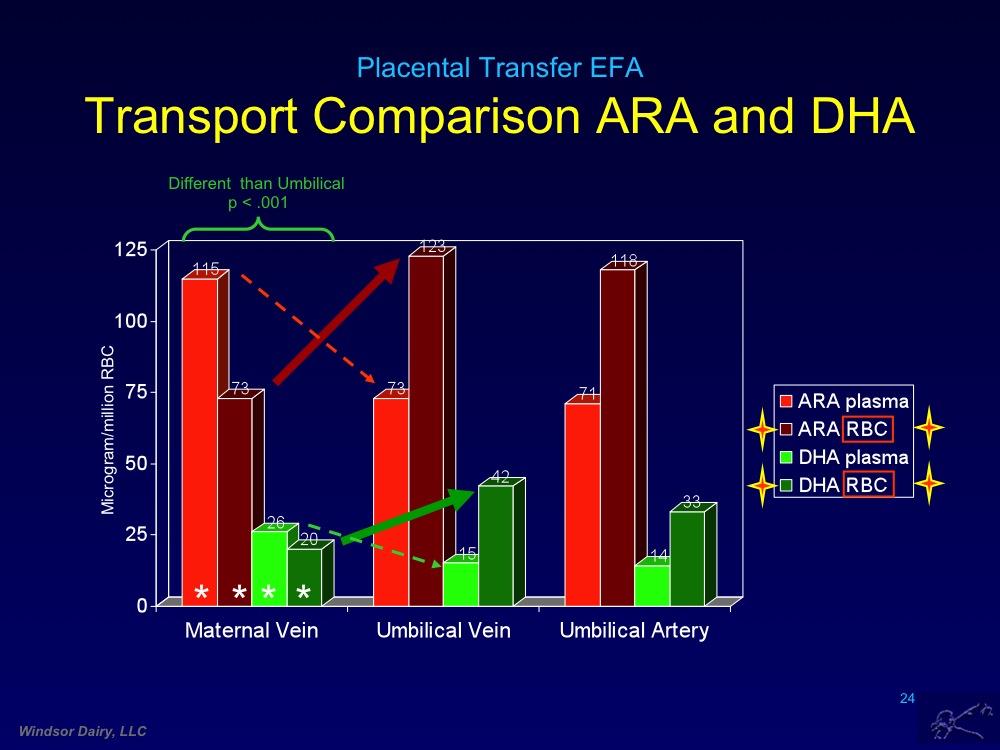 Placental Transfer EFA
Transport Comparison ARA and DHA
Different than Umbilical
p < .001
Microgram/million RBC
125
100
75
50
25
0
115
73
26
20
* * * *
73
123
15
42
71
118
14
33
Maternal Vein
Umbilical Vein
Umbilical Artery
ARA plasma
ARA RBC
DHA plasma
DHA RBC
24
Windsor Dairy, LLC